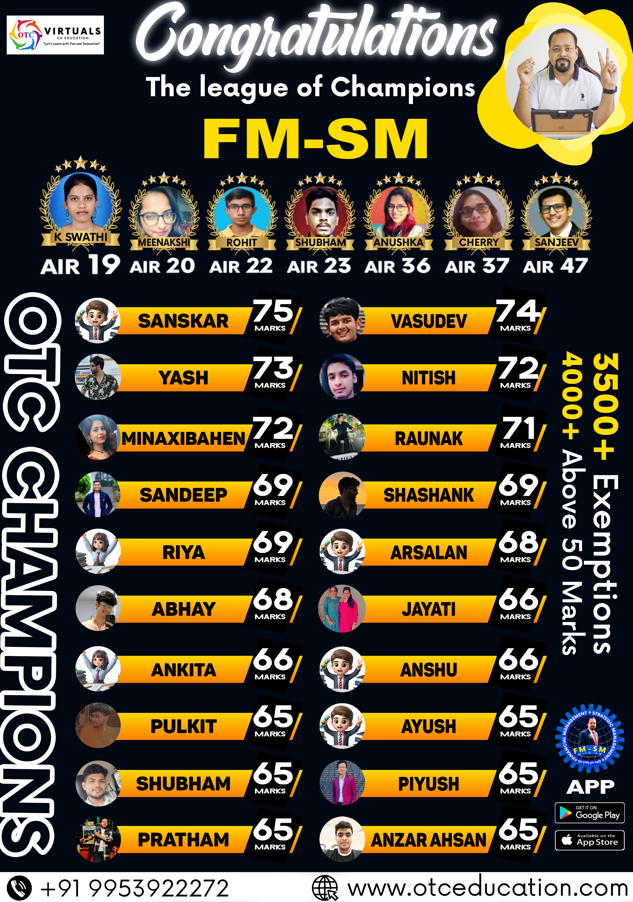 OTC
VIRTUALS
CA EDUCATION
"Let's Learn with Fun and Innovation"
Congratulations
The league of Champions
FM-SM
K SWATHI
MEENAKSHI
ROHIT
SHUBHAM
ANUSHKA
CHERRY
SANJEEV
AIR 19 AIR 20 AIR 22 AIR 23 AIR 36 AIR 37 AIR 47
OTC CHAMPIONS
SANSKAR 75 MARKS
VASUDEV 74 MARKS
YASH 73 MARKS
NITISH 72 MARKS
MINAXIBAHEN 72 MARKS
RAUNAK 71 MARKS
SANDEEP 69 MARKS
SHASHANK 69 MARKS
RIYA 69 MARKS
ARSALAN 68 MARKS
ABHAY 68 MARKS
JAYATI 66 MARKS
ANKITA 66 MARKS
ANSHU 66 MARKS
PULKIT 65 MARKS
AYUSH 65 MARKS
SHUBHAM 65 MARKS
PIYUSH 65 MARKS
PRATHAM 65 MARKS
ANZAR AHSAN 65 MARKS
3500+ Exemptions
4000+ Above 50 Marks
FM-SM
APP
GET IT ON
Google Play
Available on the
App Store
+91 9953922272
www.otceducation.com